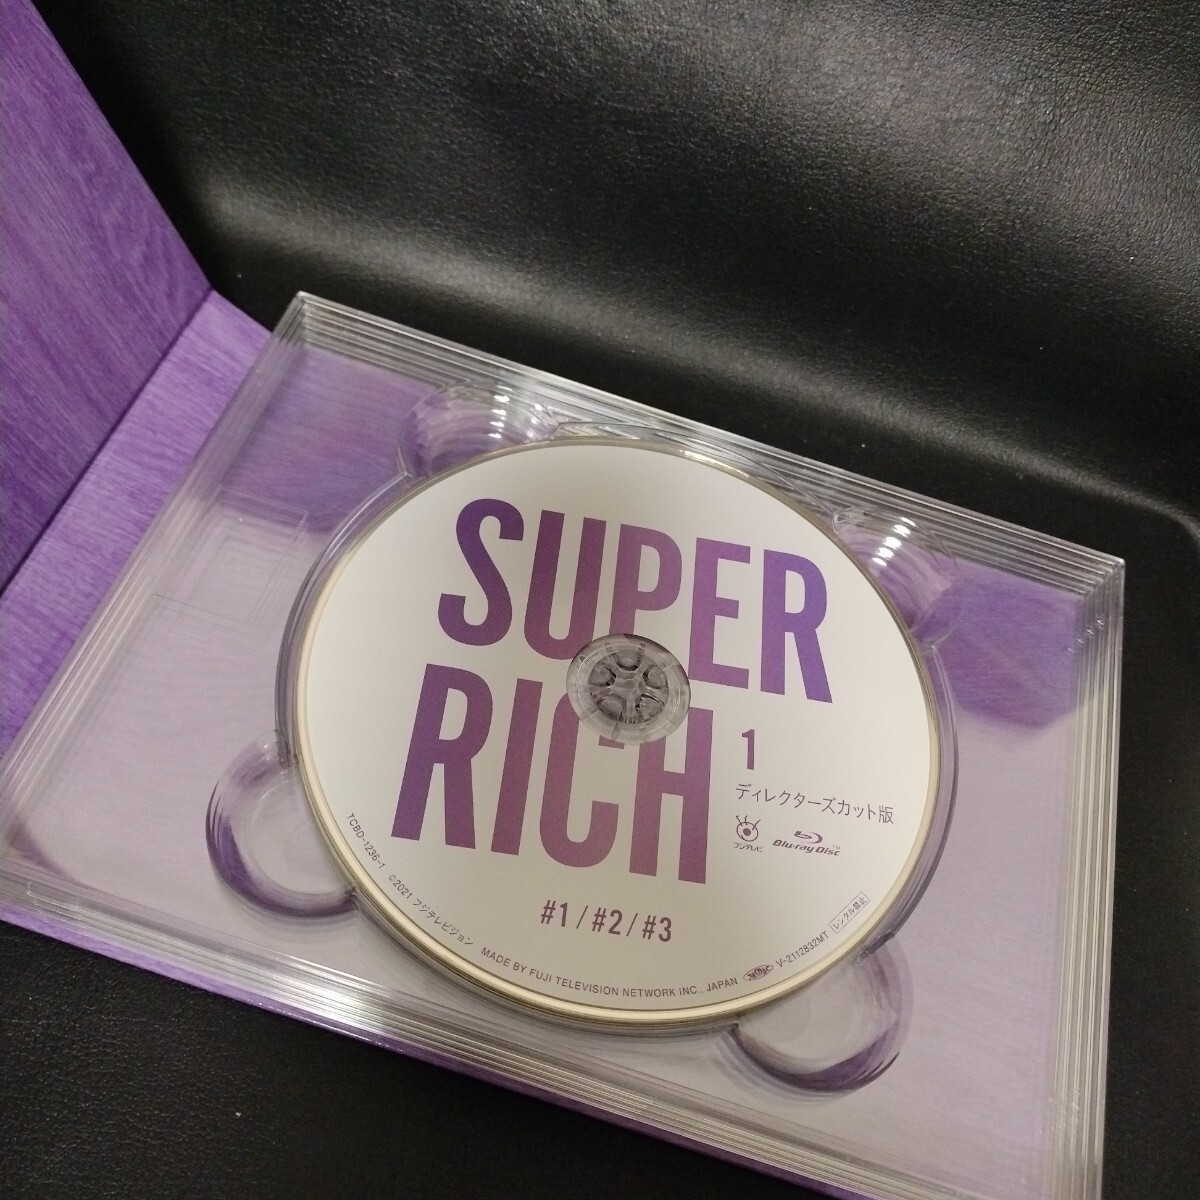 SUPER
RICH
1
ディレクターズカット版
フジテレビ
Blu-ray Disc™
#1 / #2 / #3
TCBD-1236-1 ©2021 フジテレビジョン MADE BY FUJI TELEVISION NETWORK INC., JAPAN V-2112832MT レンタル禁止